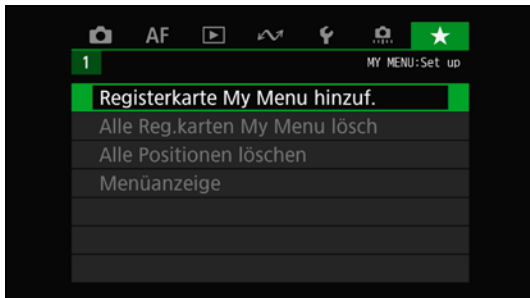 AF
1
MY MENU:Set up
Registerkarte My Menu hinzuf.
Alle Reg.karten My Menu lösch
Alle Positionen löschen
Menüanzeige